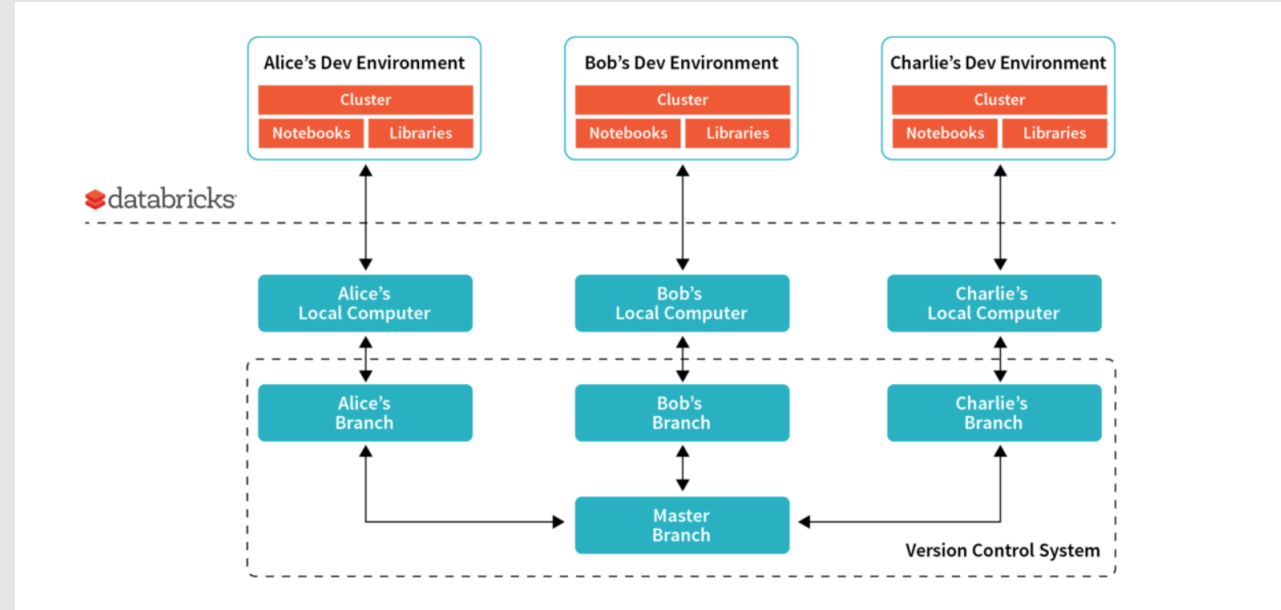 Alice’s Dev Environment
Cluster
Notebooks
Libraries
Bob’s Dev Environment
Cluster
Notebooks
Libraries
Charlie’s Dev Environment
Cluster
Notebooks
Libraries
databricks
Alice’s
Local Computer
Bob’s
Local Computer
Charlie’s
Local Computer
Alice’s
Branch
Bob’s
Branch
Charlie’s
Branch
Master
Branch
Version Control System